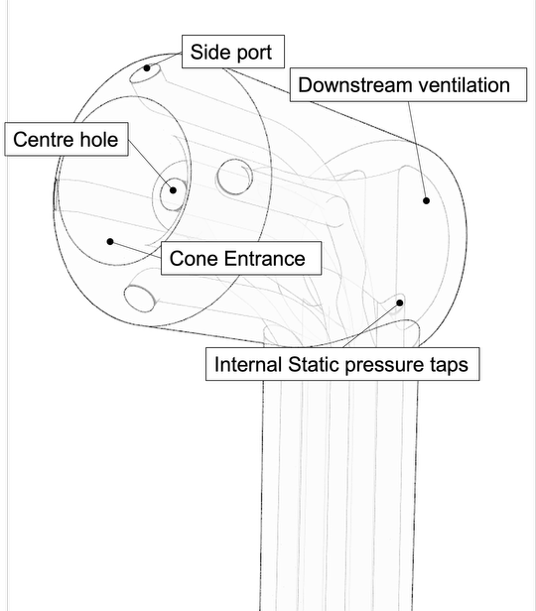 Side port
Downstream ventilation
Centre hole
Cone Entrance
Internal Static pressure taps